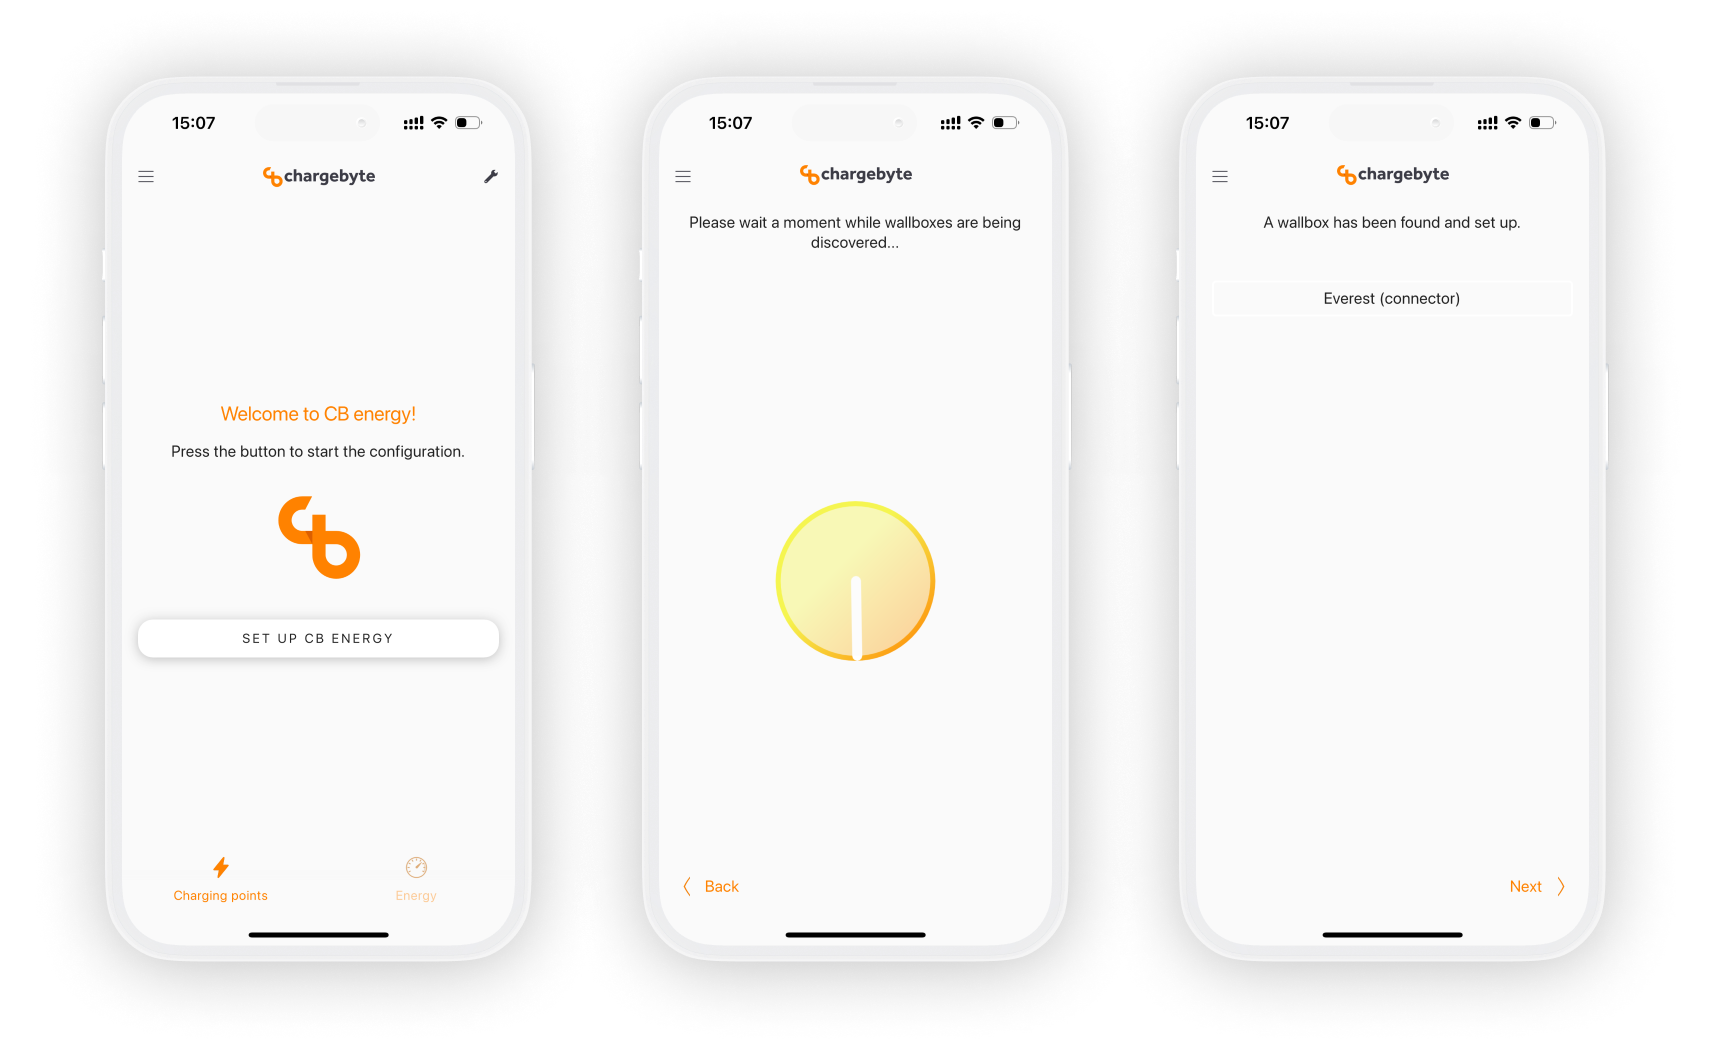 15:07
chargebyte
Welcome to CB energy!
Press the button to start the configuration.
SET UP CB ENERGY
Charging points
Energy
15:07
chargebyte
Please wait a moment while wallboxes are being
discovered...
Back
15:07
chargebyte
A wallbox has been found and set up.
Everest (connector)
Next